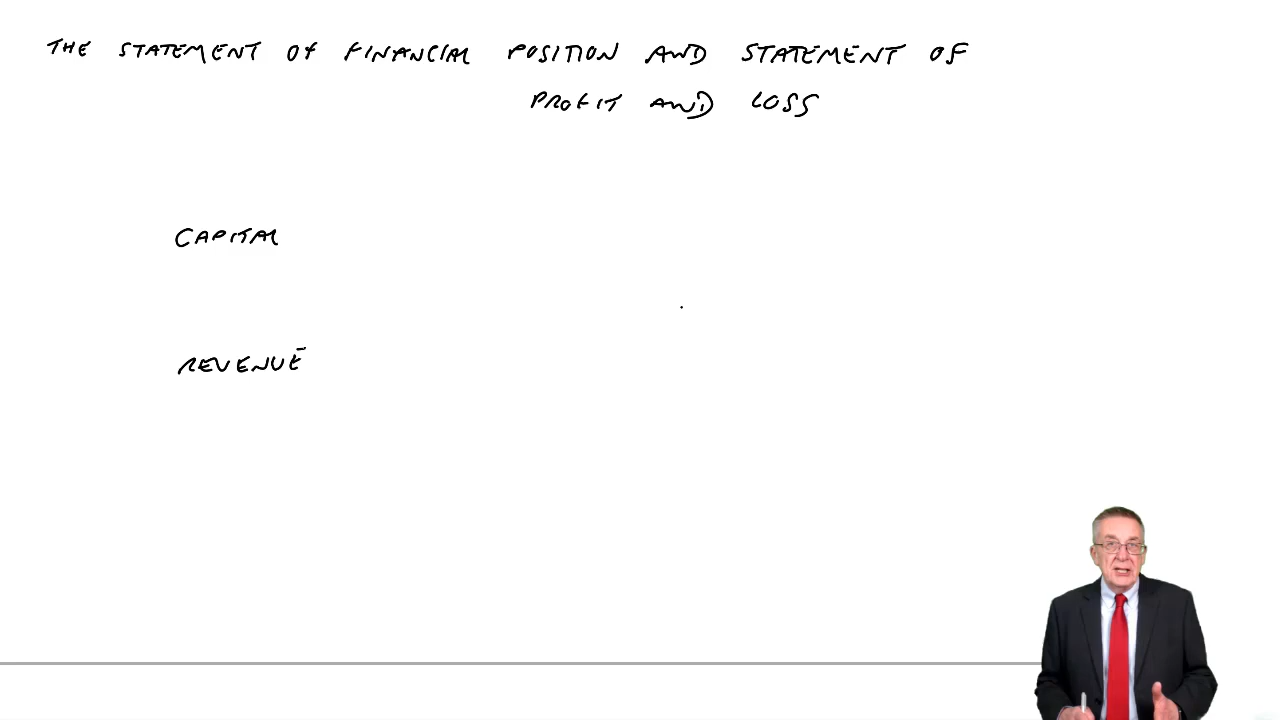 THE STATEMENT OF FINANCIAL POSITION AND STATEMENT OF
PROFIT AND LOSS
CAPITAL
REVENUE